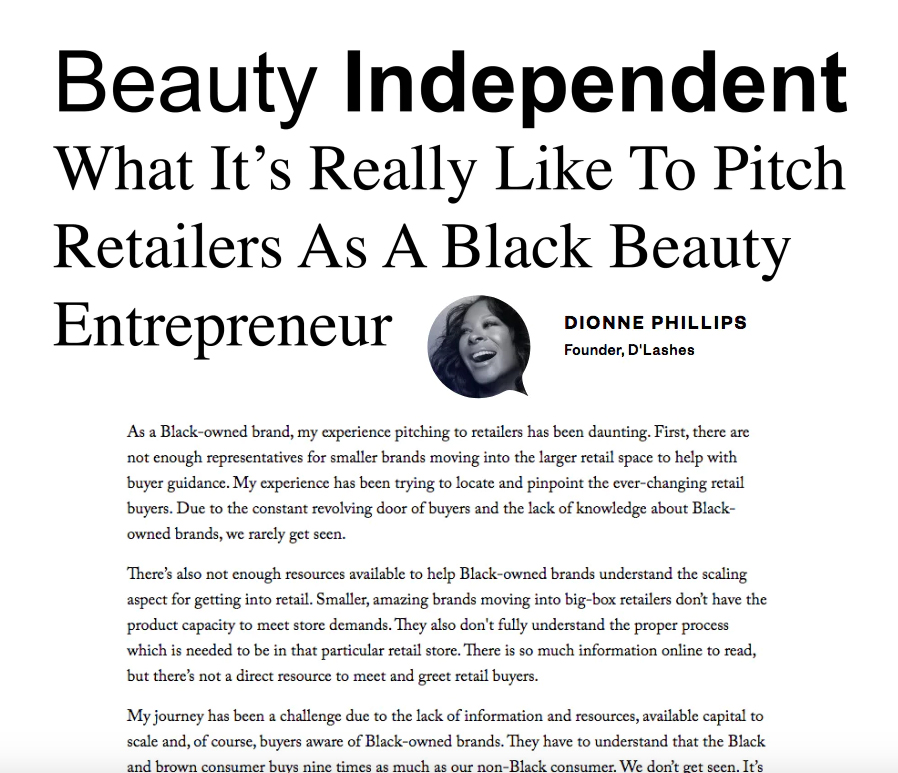 Beauty Independent
What It’s Really Like To Pitch
Retailers As A Black Beauty
Entrepreneur
DIONNE PHILLIPS
Founder, D'Lashes
As a Black-owned brand, my experience pitching to retailers has been daunting. First, there are
not enough representatives for smaller brands moving into the larger retail space to help with
buyer guidance. My experience has been trying to locate and pinpoint the ever-changing retail
buyers. Due to the constant revolving door of buyers and the lack of knowledge about Black-
owned brands, we rarely get seen.
There’s also not enough resources available to help Black-owned brands understand the scaling
aspect for getting into retail. Smaller, amazing brands moving into big-box retailers don’t have the
product capacity to meet store demands. They also don't fully understand the proper process
which is needed to be in that particular retail store. There is so much information online to read,
but there’s not a direct resource to meet and greet retail buyers.
My journey has been a challenge due to the lack of information and resources, available capital to
scale and, of course, buyers aware of Black-owned brands. They have to understand that the Black
and brown consumer buys nine times as much as our non-Black consumer. We don’t get seen. It’s